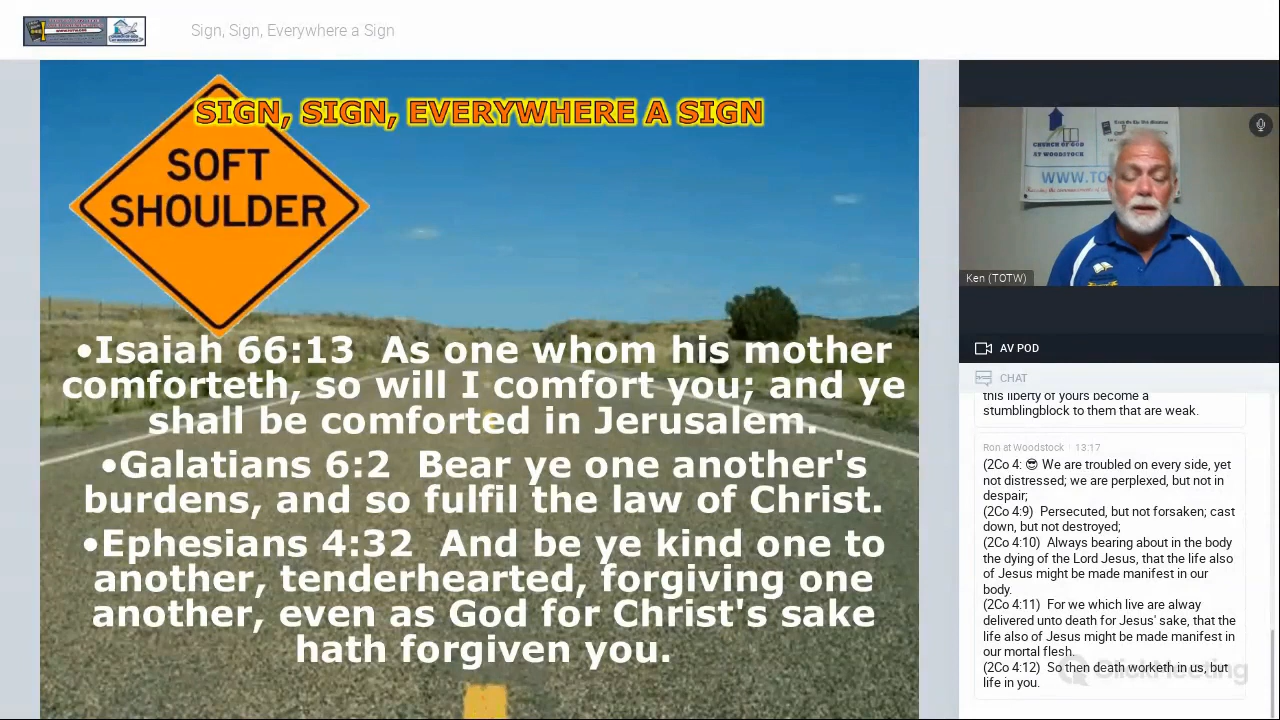 Sign, Sign, Everywhere a Sign
SIGN, SIGN, EVERYWHERE A SIGN
SOFT
SHOULDER
•Isaiah 66:13 As one whom his mother
comforteth, so will I comfort you; and ye
shall be comforted in Jerusalem.
•Galatians 6:2 Bear ye one another's
burdens, and so fulfil the law of Christ.
•Ephesians 4:32 And be ye kind one to
another, tenderhearted, forgiving one
another, even as God for Christ's sake
hath forgiven you.
CHURCH OF GOD
AT WOODSTOCK
WWW.TO
Ken (TOTW)
AV POD
CHAT
this liberty of yours become a
stumblingblock to them that are weak.
Ron at Woodstock 13:17
(2Co 4: 😎 We are troubled on every side, yet
not distressed; we are perplexed, but not in
despair;
(2Co 4:9) Persecuted, but not forsaken; cast
down, but not destroyed;
(2Co 4:10) Always bearing about in the body
the dying of the Lord Jesus, that the life also
of Jesus might be made manifest in our
body.
(2Co 4:11) For we which live are alway
delivered unto death for Jesus' sake, that the
life also of Jesus might be made manifest in
our mortal flesh.
(2Co 4:12) So then death worketh in us, but
life in you.
ClickMeeting